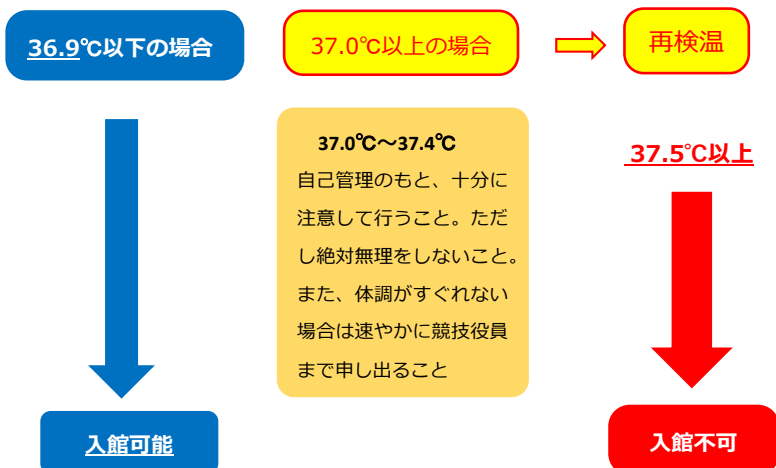 36.9℃以下の場合
37.0℃以上の場合
再検温
37.0℃～37.4℃
自己管理のもと、十分に
注意して行うこと。ただ
し絶対無理をしないこと。
また、体調がすぐれない
場合は速やかに競技役員
まで申し出ること
37.5℃以上
入館可能
入館不可